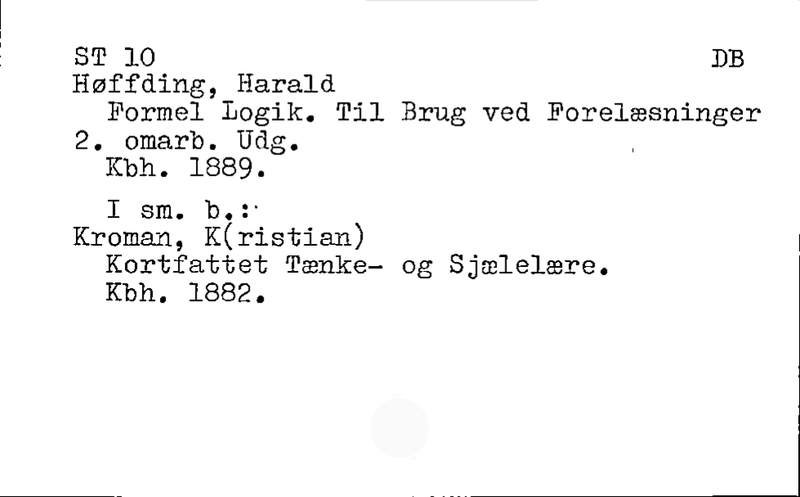 ST 10 DB
Høffding, Harald
Formel Logik. Til Brug ved Forelæsninger
2. omarb. Udg.
Kbh. 1889.
I sm. b.:
Kroman, K(ristian)
Kortfattet Tænke- og Sjælelære.
Kbh. 1882.